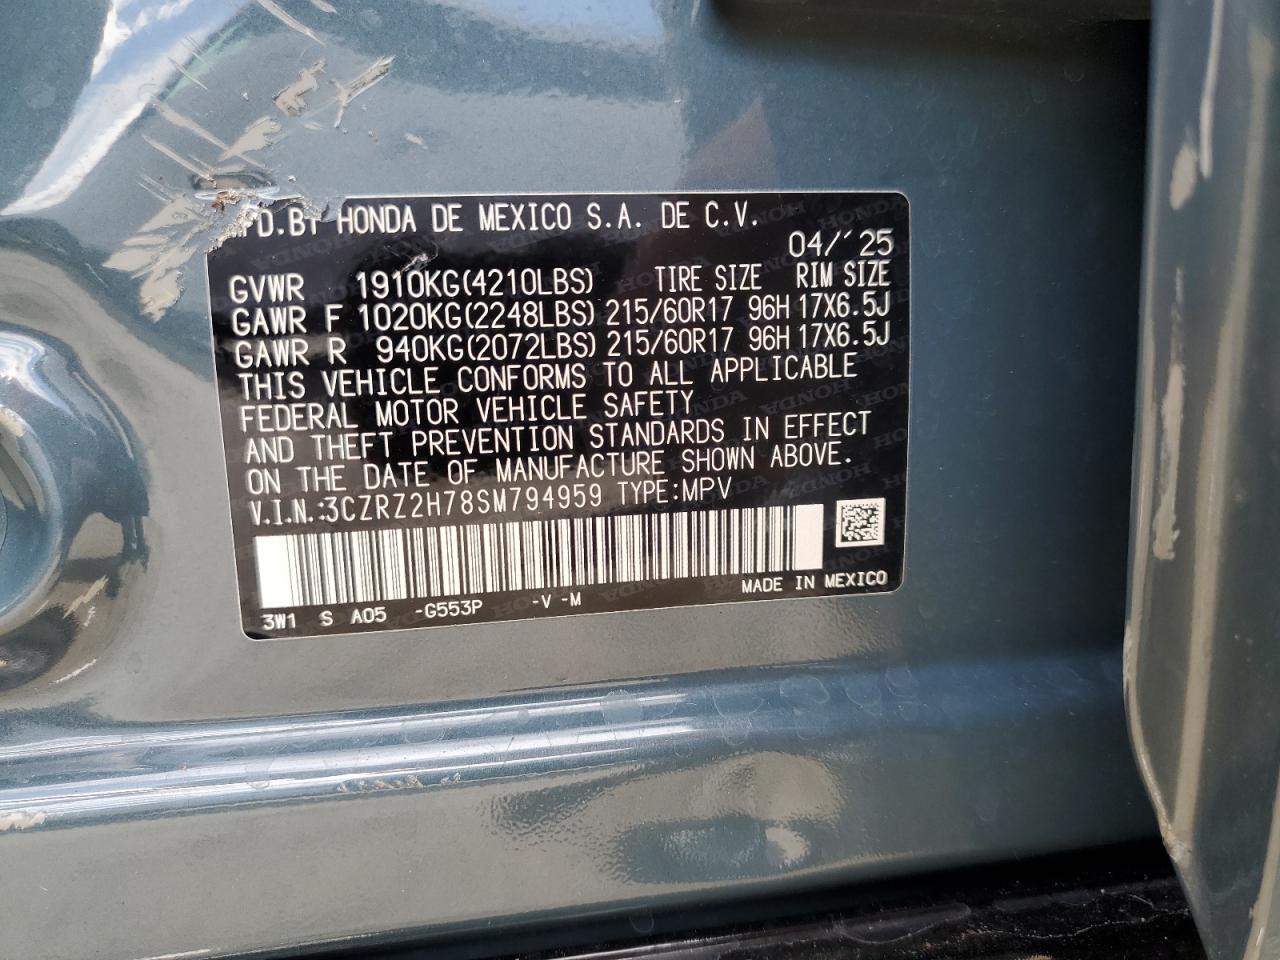 MFD.BY HONDA DE MEXICO S.A. DE C.V.
04/'25
GVWR 1910KG(4210LBS) TIRE SIZE RIM SIZE
GAWR F 1020KG(2248LBS) 215/60R17 96H 17X6.5J
GAWR R 940KG(2072LBS) 215/60R17 96H 17X6.5J
THIS VEHICLE CONFORMS TO ALL APPLICABLE
FEDERAL MOTOR VEHICLE SAFETY
AND THEFT PREVENTION STANDARDS IN EFFECT
ON THE DATE OF MANUFACTURE SHOWN ABOVE.
V.I.N.:3CZRZ2H78SM794959 TYPE:MPV
MADE IN MEXICO
3W1 S A05 -G553P -V -M